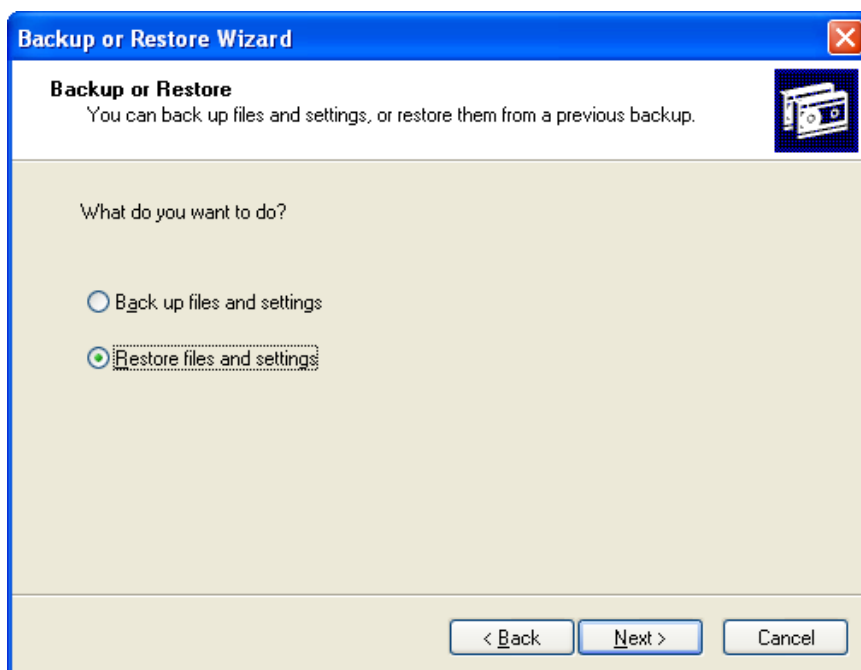 Backup or Restore Wizard
Backup or Restore
You can back up files and settings, or restore them from a previous backup.
What do you want to do?
Back up files and settings
Restore files and settings
< Back
Next >
Cancel